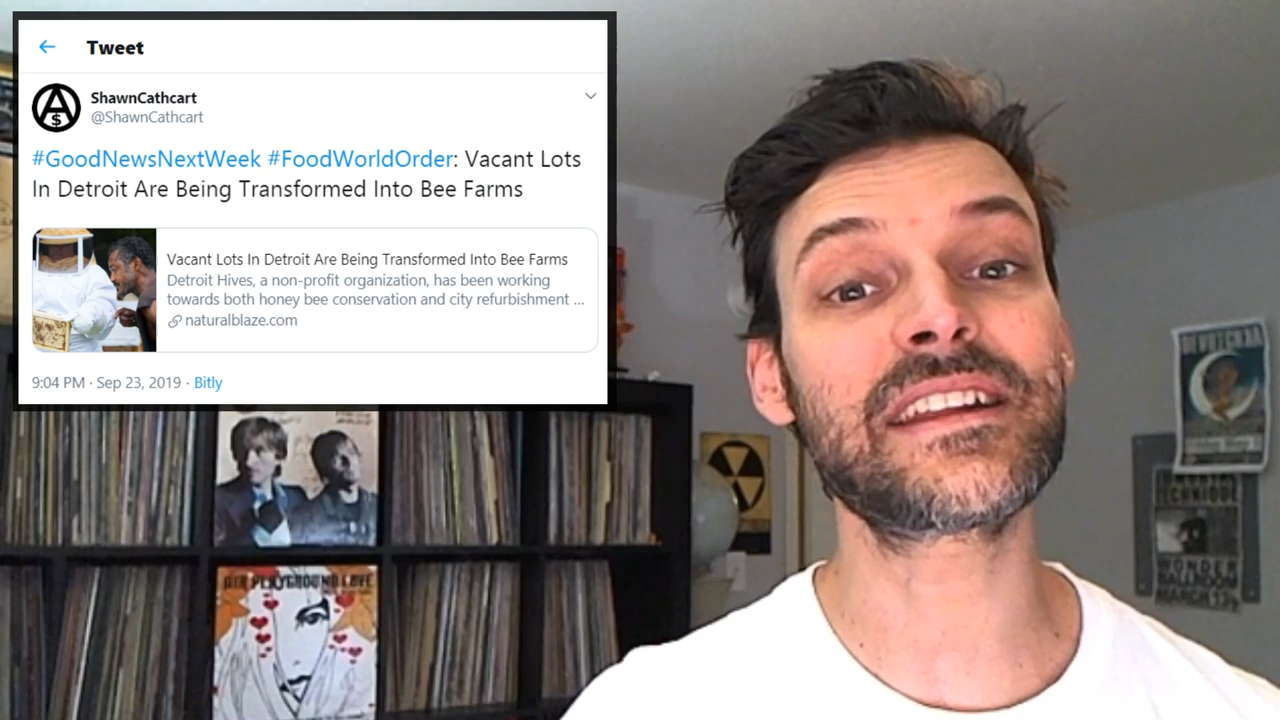 Tweet
ShawnCathcart
@ShawnCathcart
#GoodNewsNextWeek #FoodWorldOrder: Vacant Lots
In Detroit Are Being Transformed Into Bee Farms
Vacant Lots In Detroit Are Being Transformed Into Bee Farms
Detroit Hives, a non-profit organization, has been working
towards both honey bee conservation and city refurbishment ...
naturalblaze.com
9:04 PM · Sep 23, 2019 · Bitly
AIR PLAYGROUND LOVE
DEVOTCHKA
TECHNIQUE
WONDER
BALLROOM